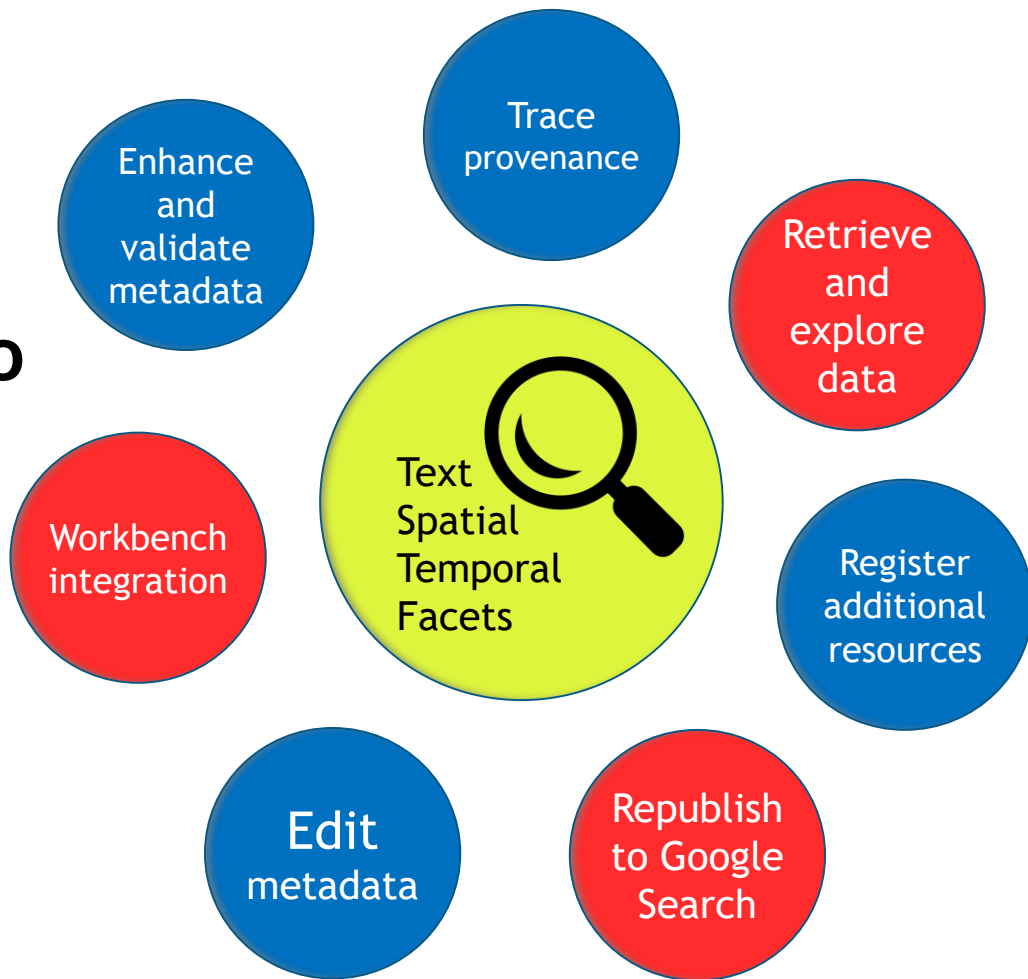 Trace
provenance
Enhance
and
validate
metadata
Retrieve
and
explore
data
Text
Spatial
Temporal
Facets
Workbench
integration
Register
additional
resources
Edit
metadata
Republish
to Google
Search